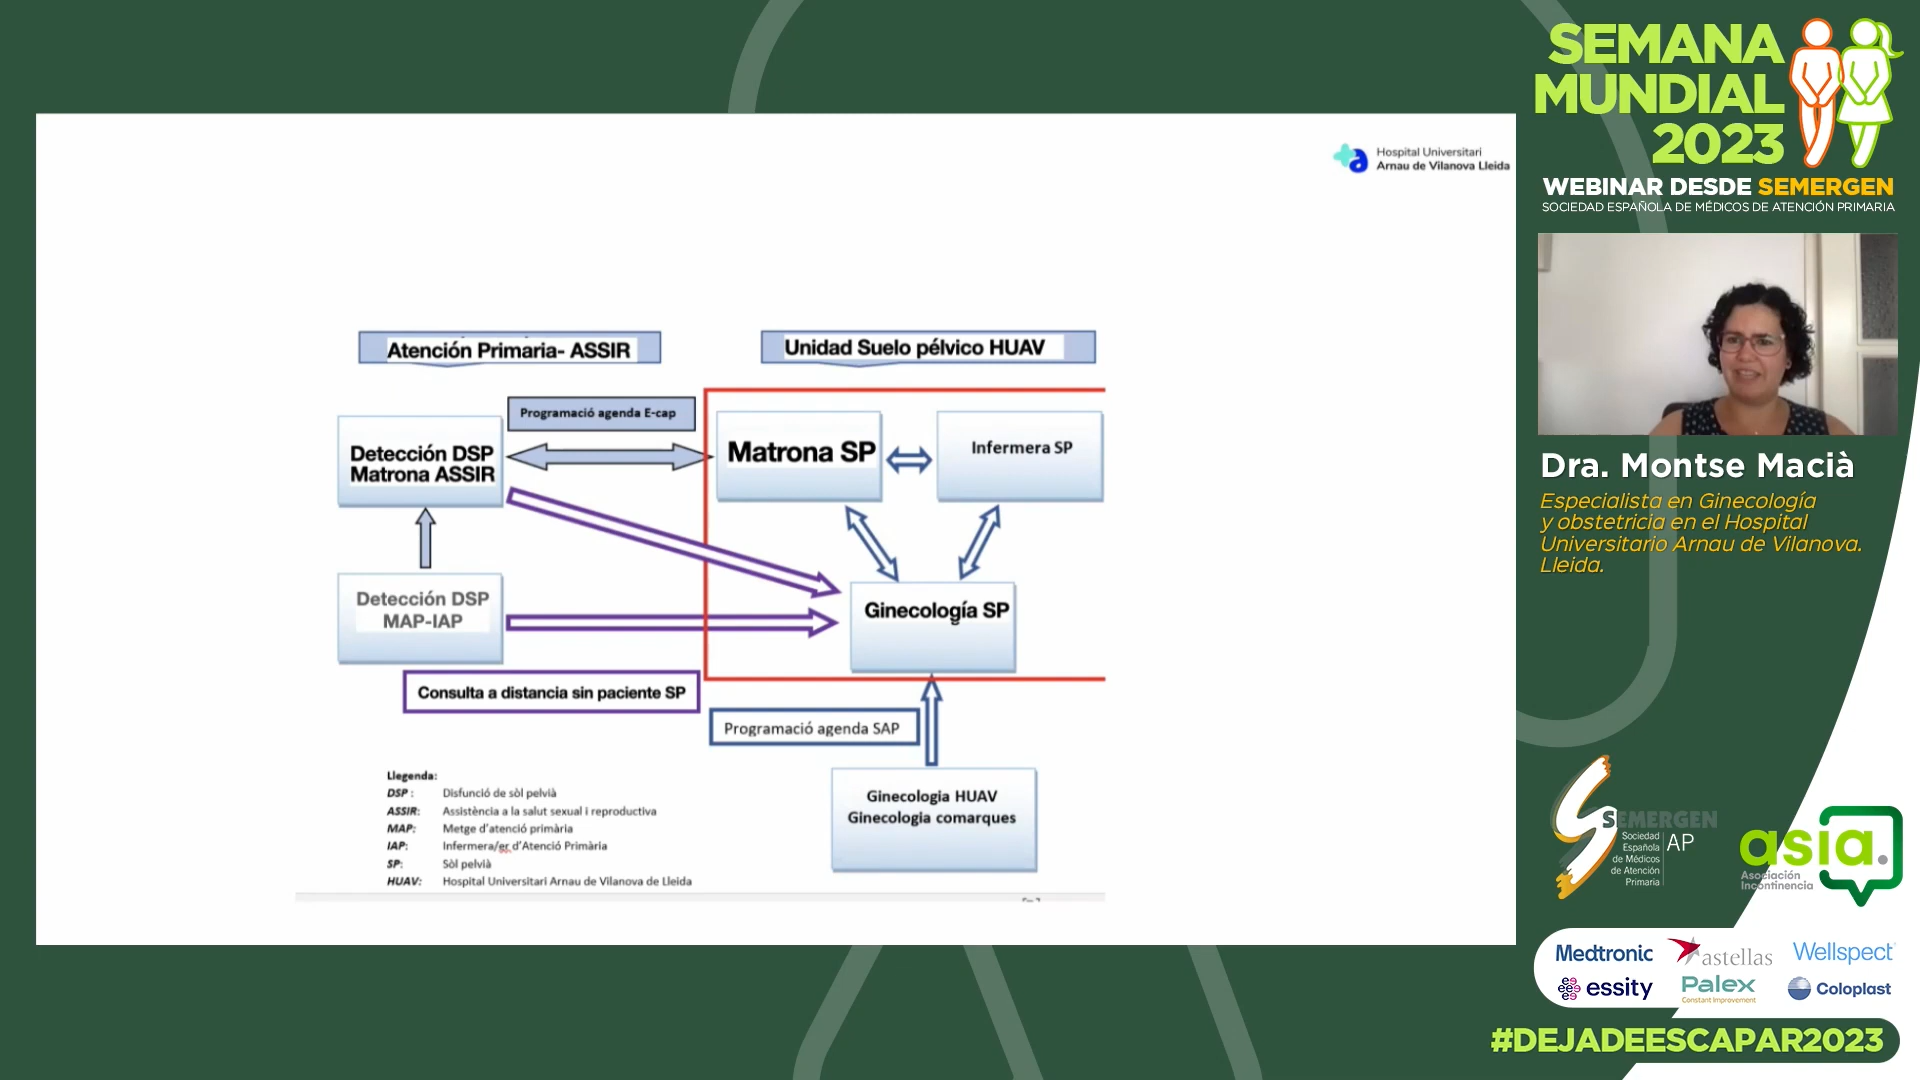 Hospital Universitari
Arnau de Vilanova Lleida
Atención Primaria- ASSIR
Unidad Suelo pélvico HUAV
Programació agenda E-cap
Detección DSP
Matrona ASSIR
Matrona SP
Infermera SP
Detección DSP
MAP-IAP
Ginecología SP
Consulta a distancia sin paciente SP
Programació agenda SAP
Ginecologia HUAV
Ginecologia comarques
Llegenda:
DSP : Disfunció de sòl pelvià
ASSIR: Assistència a la salut sexual i reproductiva
MAP: Metge d'atenció primària
IAP: Infermera/er d'Atenció Primària
SP: Sòl pelvià
HUAV: Hospital Universitari Arnau de Vilanova de Lleida
SEMANA
MUNDIAL
2023
WEBINAR DESDE SEMERGEN
SOCIEDAD ESPAÑOLA DE MÉDICOS DE ATENCIÓN PRIMARIA
Dra. Montse Macià
Especialista en Ginecología
y obstetricia en el Hospital
Universitario Arnau de Vilanova.
Lleida.
SEMERGEN
Sociedad
Española
de Médicos
de Atención
Primaria
AP
asia.
Asociación
Incontinencia
Medtronic
astellas
Wellspect
essity
Palex
Constant Improvement
Coloplast
#DEJADEESCAPAR2023